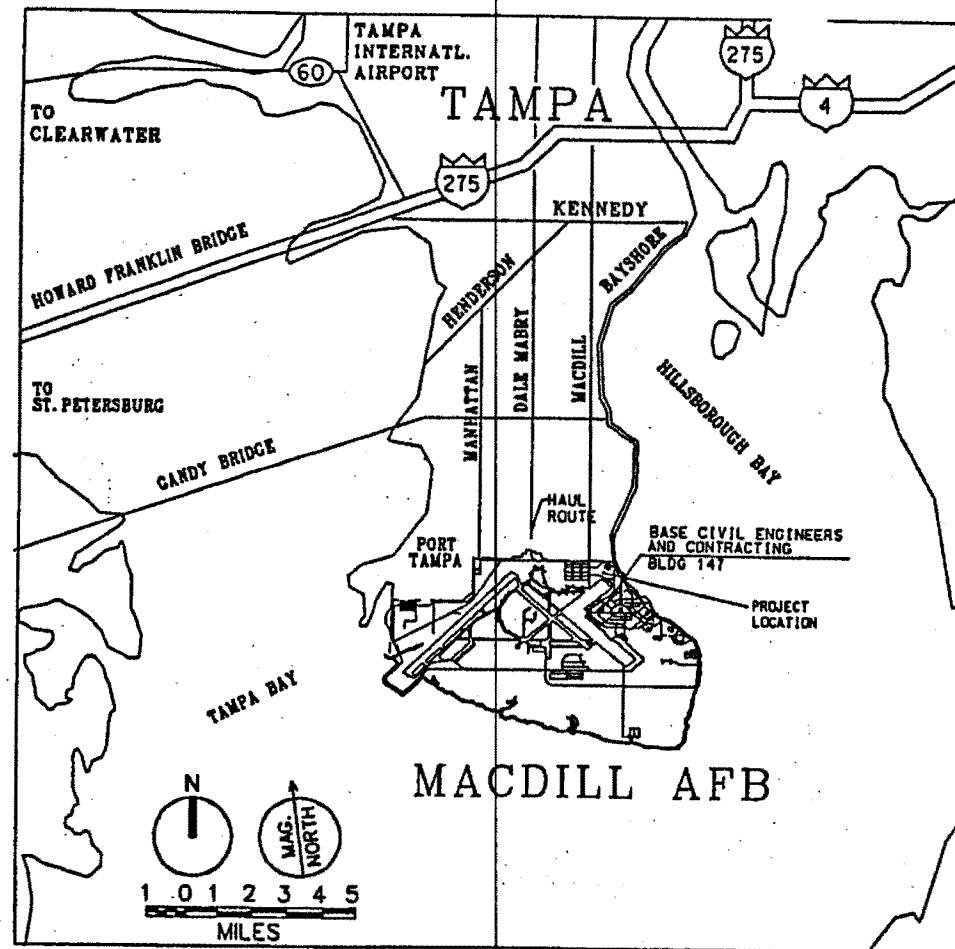 TAMPA
INTERNATL.
AIRPORT
60
275
4
TO
CLEARWATER
TAMPA
275
KENNEDY
HOWARD FRANKLIN BRIDGE
HENDERSON
BAYSHORE
DALE MABRY
MACDILL
MANHATTAN
HILLSBOROUGH BAY
TO
ST. PETERSBURG
GANDY BRIDGE
HAUL
ROUTE
PORT
TAMPA
BASE CIVIL ENGINEERS
AND CONTRACTING
BLDG 147
PROJECT
LOCATION
TAMPA BAY
MACDILL AFB
N
MAG.
NORTH
1 0 1 2 3 4 5
MILES